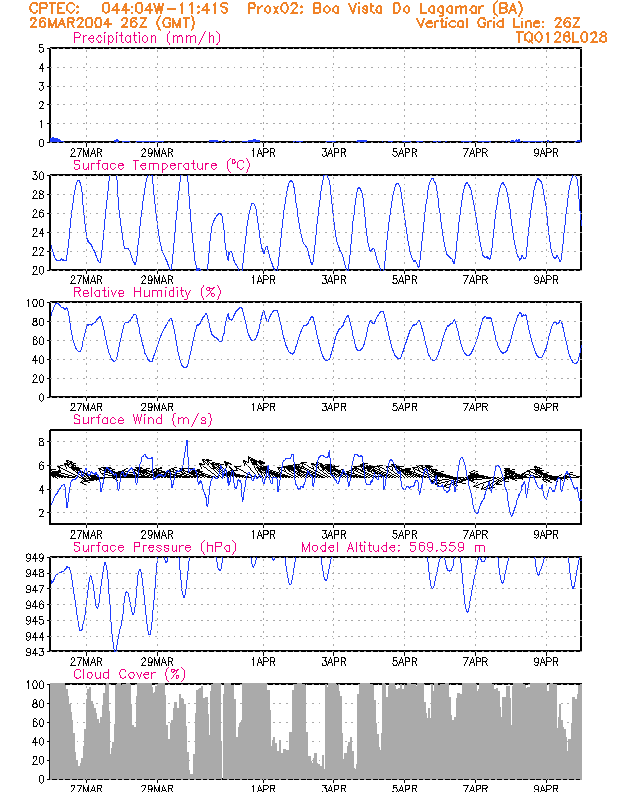 CPTEC: 044:04W-11:41S Prox02: Boa Vista Do Lagamar (BA)
26MAR2004 26Z (GMT) Vertical Grid Line: 26Z
Precipitation (mm/h) TQ0126L028
5
4
3
2
1
0
27MAR 29MAR 1APR 3APR 5APR 7APR 9APR
Surface Temperature (°C)
30
28
26
24
22
20
27MAR 29MAR 1APR 3APR 5APR 7APR 9APR
Relative Humidity (%)
100
80
60
40
20
0
27MAR 29MAR 1APR 3APR 5APR 7APR 9APR
Surface Wind (m/s)
8
6
4
2
27MAR 29MAR 1APR 3APR 5APR 7APR 9APR
Surface Pressure (hPa) Model Altitude: 569.559 m
949
948
947
946
945
944
943
27MAR 29MAR 1APR 3APR 5APR 7APR 9APR
Cloud Cover (%)
100
80
60
40
20
0
27MAR 29MAR 1APR 3APR 5APR 7APR 9APR